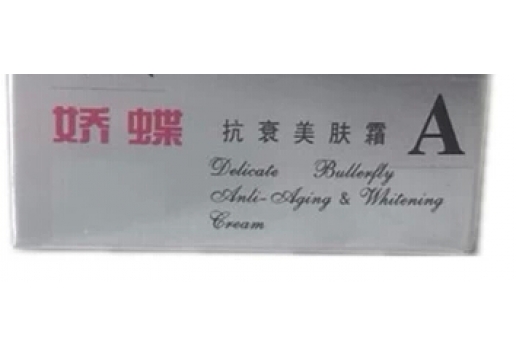 娇蝶 抗衰美肤霜 A
Delicate Butterfly
Anti-Aging & Whitening
Cream